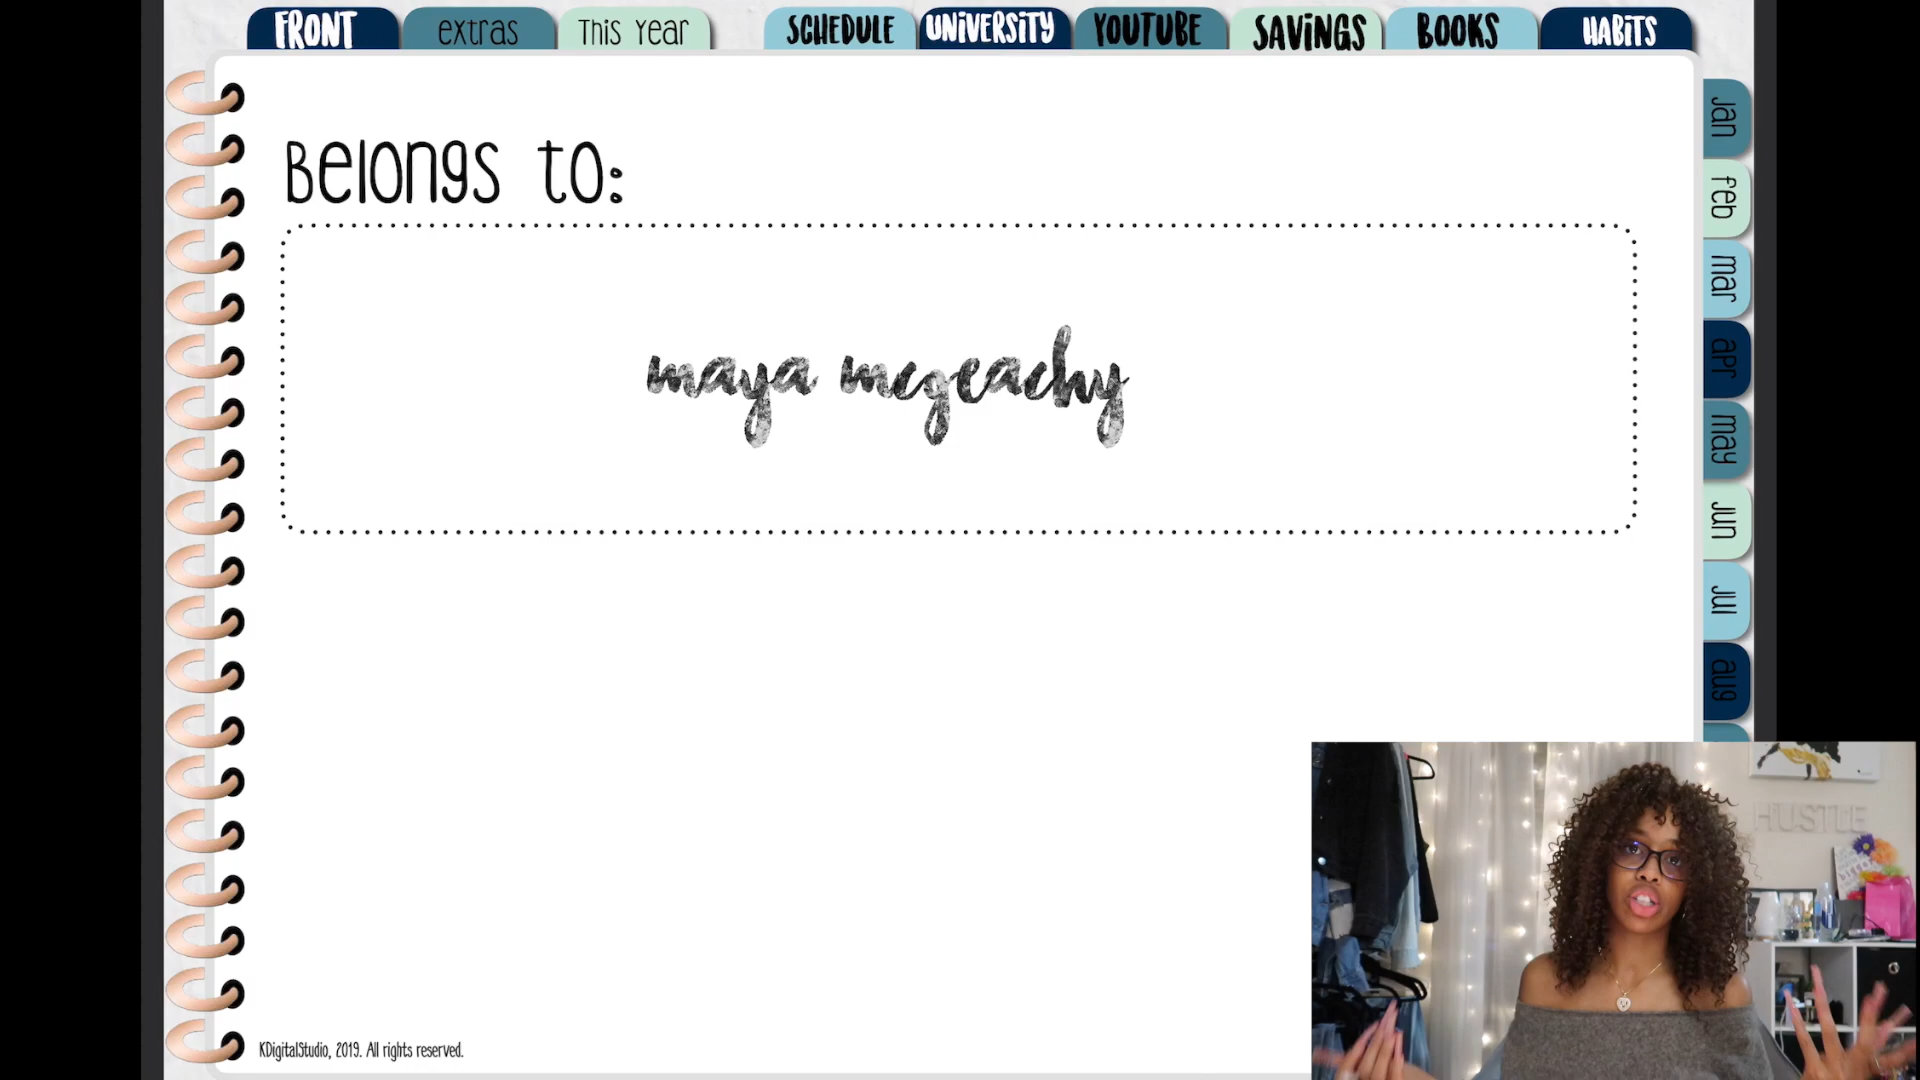 FRONT
extras
This Year
SCHEDULE
UNIVERSITY
YOUTUBE
SAVINGS
BOOKS
HABITS
Jan
feb
mar
apr
may
Jun
Jul
aug
Belongs to:
maya mcgeachy
HUSTLE
KDigitalStudio, 2019. All rights reserved.